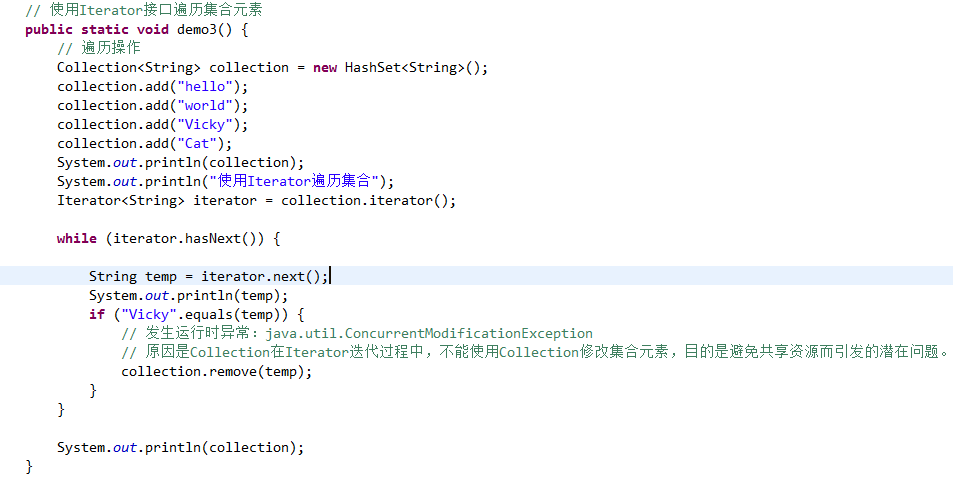 // 使用Iterator接口遍历集合元素
public static void demo3() {
// 遍历操作
Collection<String> collection = new HashSet<String>();
collection.add("hello");
collection.add("world");
collection.add("Vicky");
collection.add("Cat");
System.out.println(collection);
System.out.println("使用Iterator遍历集合");
Iterator<String> iterator = collection.iterator();
while (iterator.hasNext()) {
String temp = iterator.next();
System.out.println(temp);
if ("Vicky".equals(temp)) {
// 发生运行时异常：java.util.ConcurrentModificationException
// 原因是Collection在Iterator迭代过程中，不能使用Collection修改集合元素，目的是避免共享资源而引发的潜在问题。
collection.remove(temp);
}
}
System.out.println(collection);
}